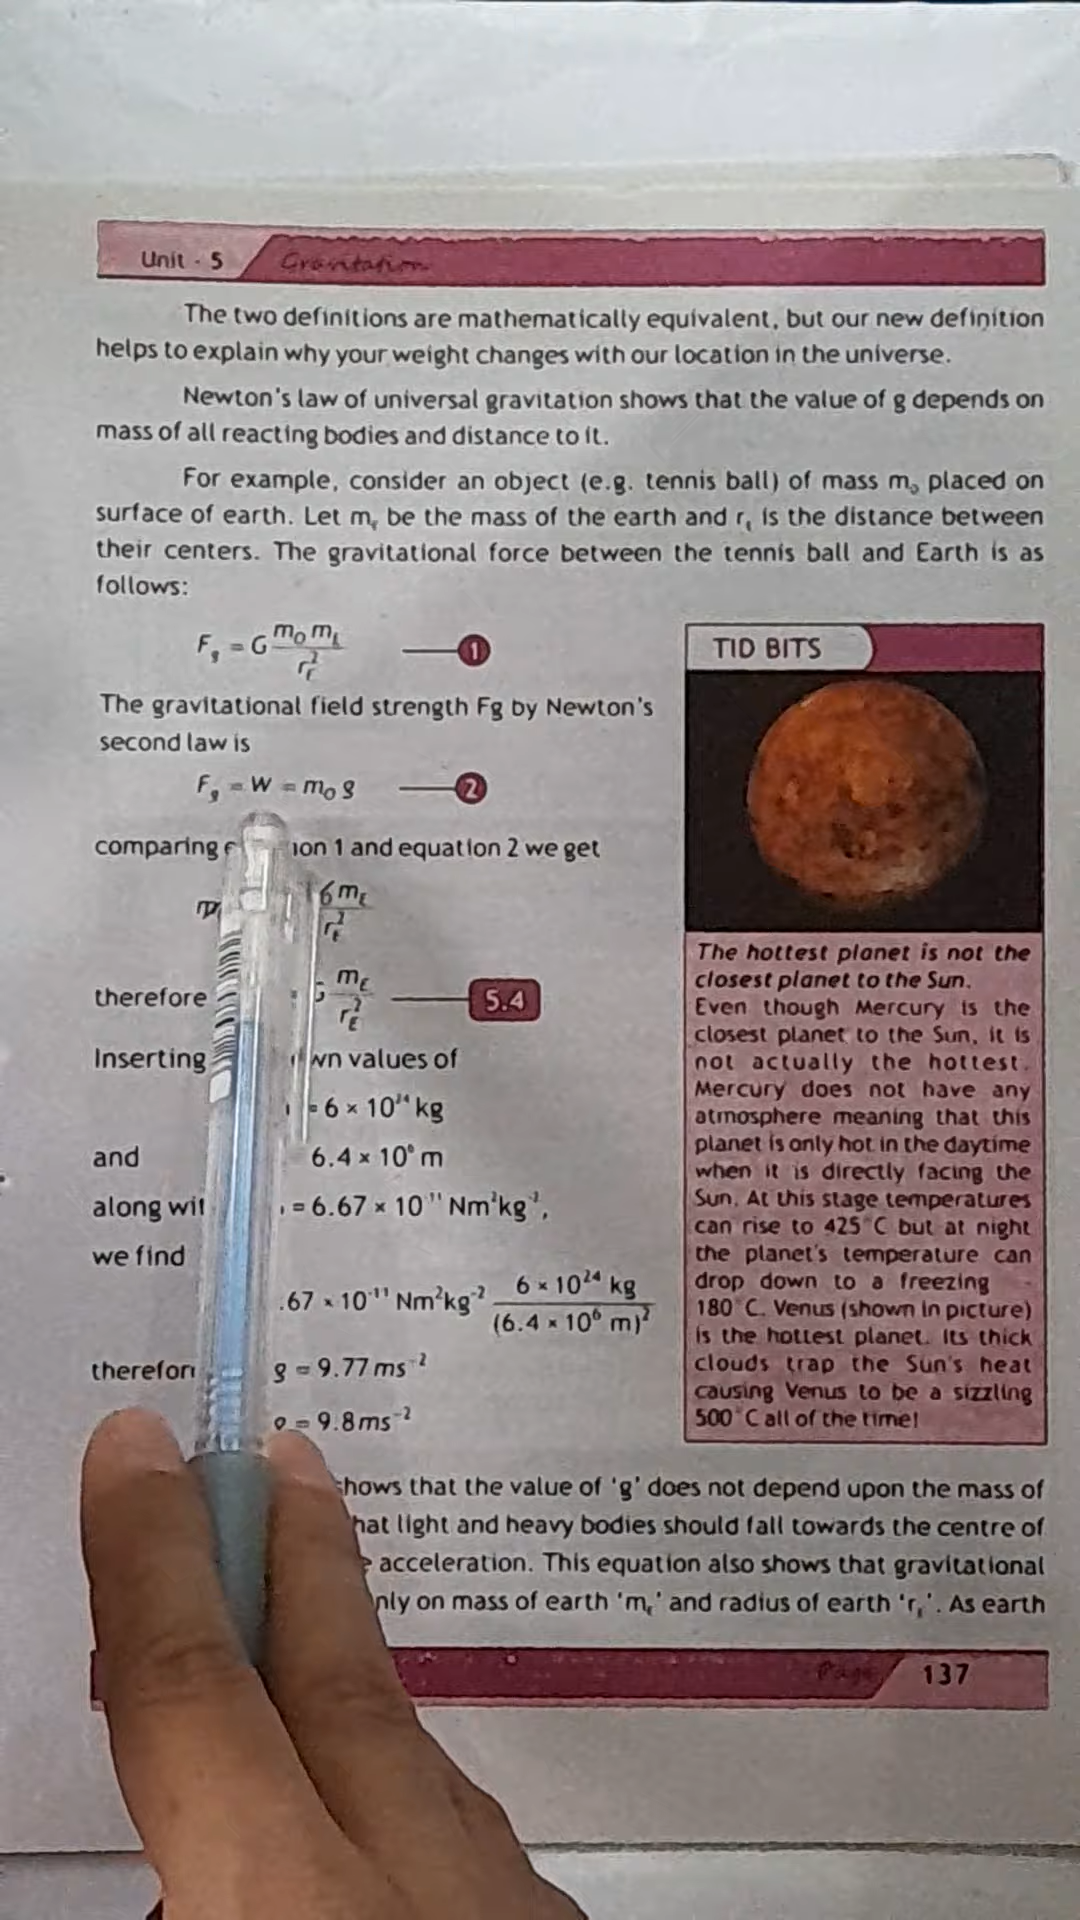 Unit - 5 Gravitation
The two definitions are mathematically equivalent, but our new definition
helps to explain why your weight changes with our location in the universe.
Newton's law of universal gravitation shows that the value of g depends on
mass of all reacting bodies and distance to it.
For example, consider an object (e.g. tennis ball) of mass mₒ placed on
surface of earth. Let m_E be the mass of the earth and r_E is the distance between
their centers. The gravitational force between the tennis ball and Earth is as
follows:
F_g = G m_O m_E / r_E² 1
The gravitational field strength Fg by Newton's
second law is
F_g = W = m_O g 2
comparing ion 1 and equation 2 we get
m_E / r_E²
therefore m_E / r_E² 5.4
Inserting wn values of
= 6 × 10²⁴ kg
and 6.4 × 10⁶ m
along wit = 6.67 × 10⁻¹¹ Nm²kg⁻²,
we find
.67 × 10⁻¹¹ Nm²kg⁻² 6 × 10²⁴ kg / (6.4 × 10⁶ m)²
therefor g = 9.77 ms⁻²
= 9.8 ms⁻²
hows that the value of 'g' does not depend upon the mass of
hat light and heavy bodies should fall towards the centre of
acceleration. This equation also shows that gravitational
nly on mass of earth 'm_E' and radius of earth 'r_E'. As earth
TID BITS
The hottest planet is not the
closest planet to the Sun.
Even though Mercury is the
closest planet to the Sun, it is
not actually the hottest.
Mercury does not have any
atmosphere meaning that this
planet is only hot in the daytime
when it is directly facing the
Sun. At this stage temperatures
can rise to 425°C but at night
the planet's temperature can
drop down to a freezing
180°C. Venus (shown in picture)
is the hottest planet. Its thick
clouds trap the Sun's heat
causing Venus to be a sizzling
500°C all of the time!
Page 137